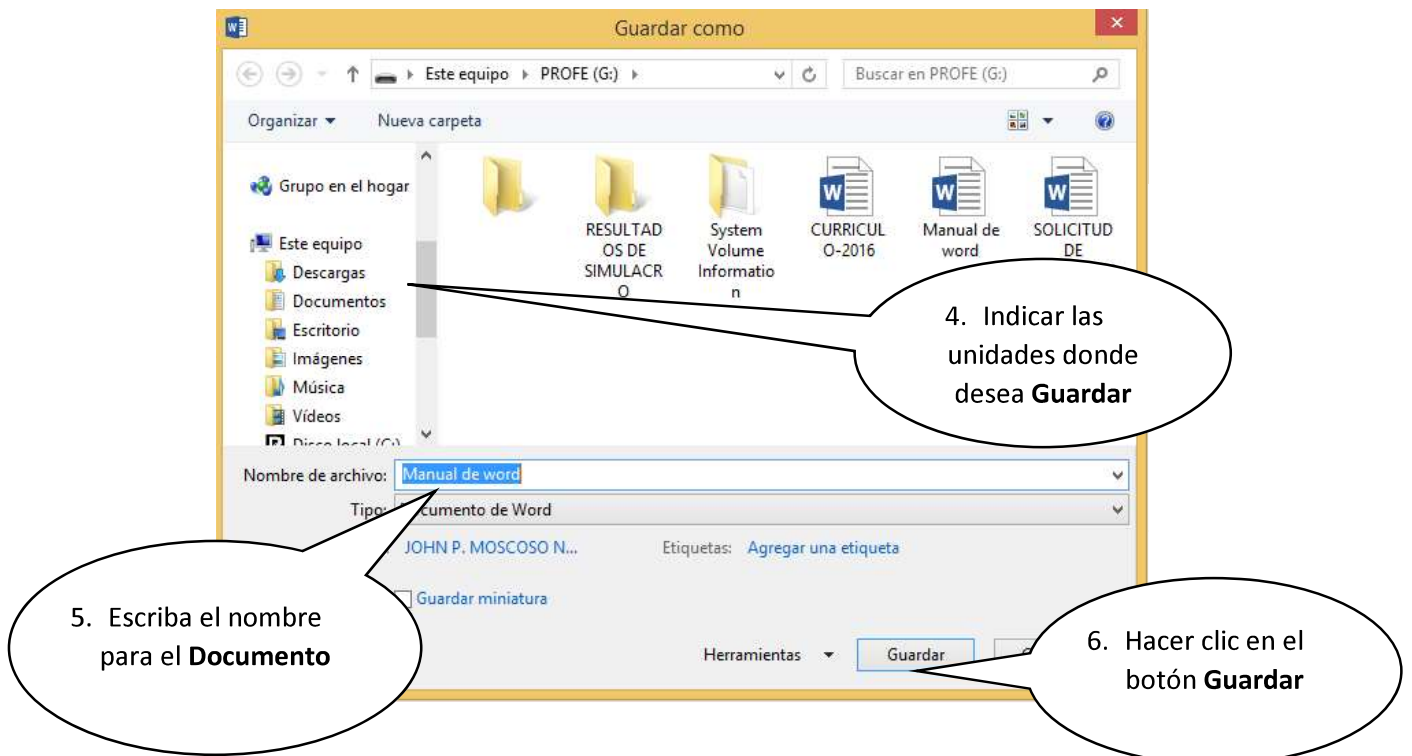 Guardar como
Este equipo PROFE (G:)
Buscar en PROFE (G:)
Organizar
Nueva carpeta
Grupo en el hogar
Este equipo
Descargas
Documentos
Escritorio
Imágenes
Música
Vídeos
Disco local (C:)
RESULTAD
OS DE
SIMULACR
O
System
Volume
Informatio
n
CURRICUL
O-2016
Manual de
word
SOLICITUD
DE
4. Indicar las
unidades donde
desea Guardar
Nombre de archivo: Manual de word
Tipo: Documento de Word
JOHN P. MOSCOSO N...
Etiquetas: Agregar una etiqueta
Guardar miniatura
5. Escriba el nombre
para el Documento
Herramientas
Guardar
6. Hacer clic en el
botón Guardar